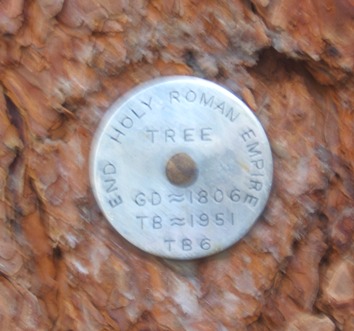 END HOLY ROMAN EMPIRE
TREE
GD≈1806
TB≈1951
TB6